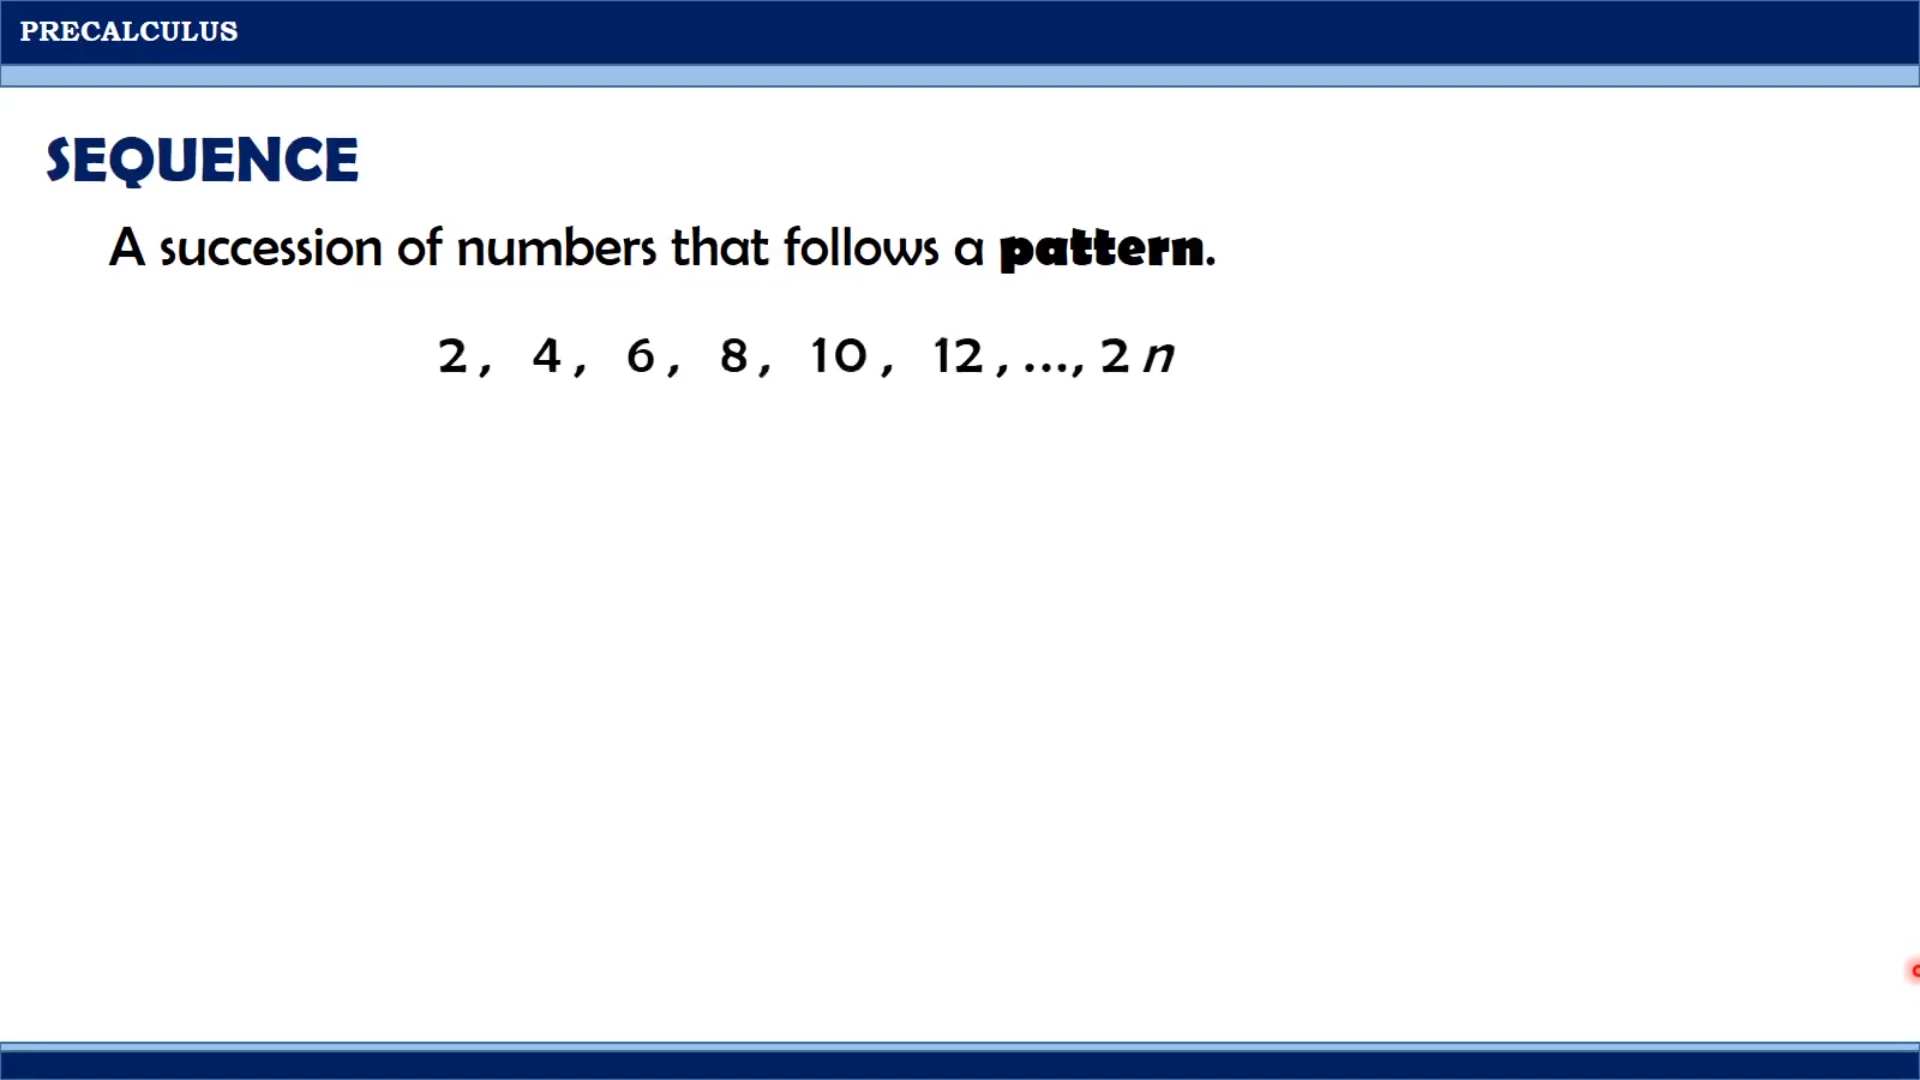 PRECALCULUS
SEQUENCE
A succession of numbers that follows a pattern.
2 , 4 , 6 , 8 , 10 , 12 , ..., 2 n